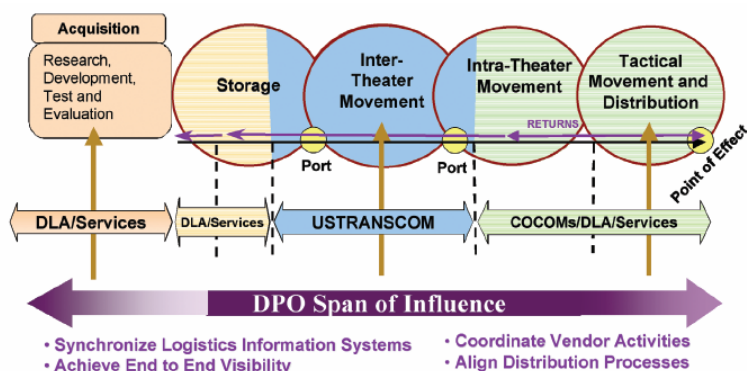 Acquisition
Research,
Development,
Test and
Evaluation
Storage
Inter-
Theater
Movement
Intra-Theater
Movement
Tactical
Movement and
Distribution
RETURNS
Port
Port
Point of Effect
DLA/Services
DLA/Services
USTRANSCOM
COCOMs/DLA/Services
DPO Span of Influence
• Synchronize Logistics Information Systems
• Achieve End to End Visibility
• Coordinate Vendor Activities
• Align Distribution Processes